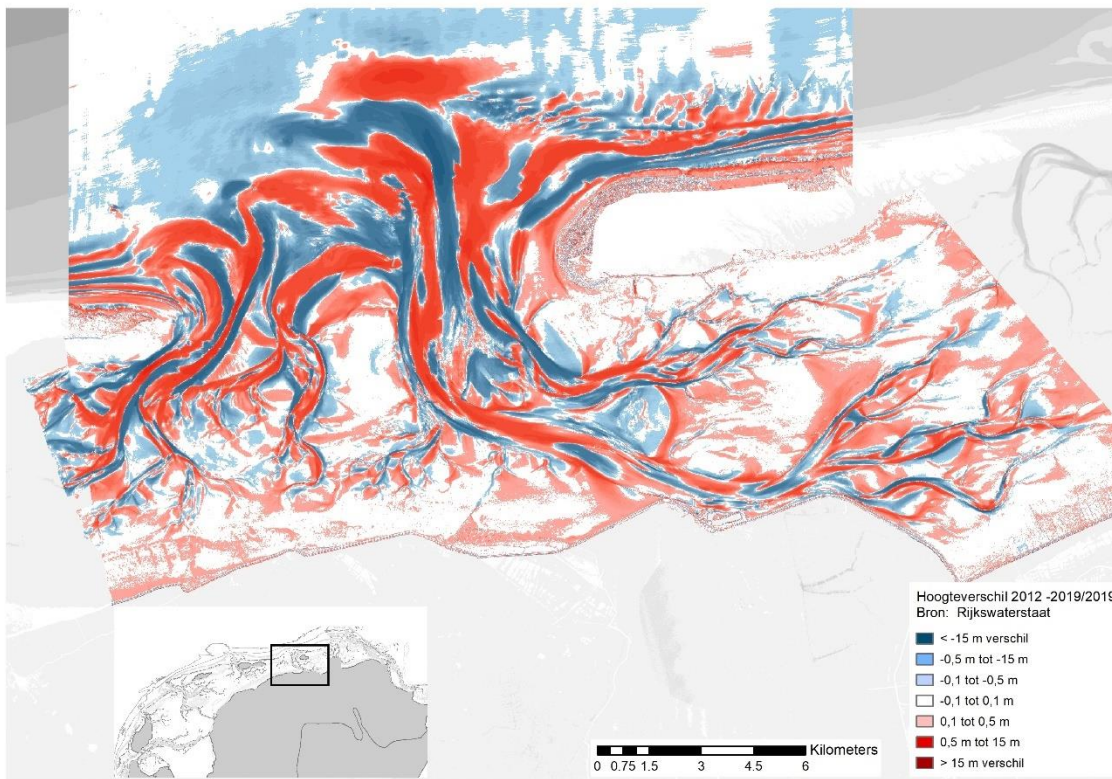 Hoogteverschil 2012 -2019/2019
Bron: Rijkswaterstaat
< -15 m verschil
-0,5 m tot -15 m
-0,1 tot -0,5 m
-0,1 tot 0,1 m
0,1 tot 0,5 m
0,5 m tot 15 m
> 15 m verschil
Kilometers
0 0.75 1.5 3 4.5 6